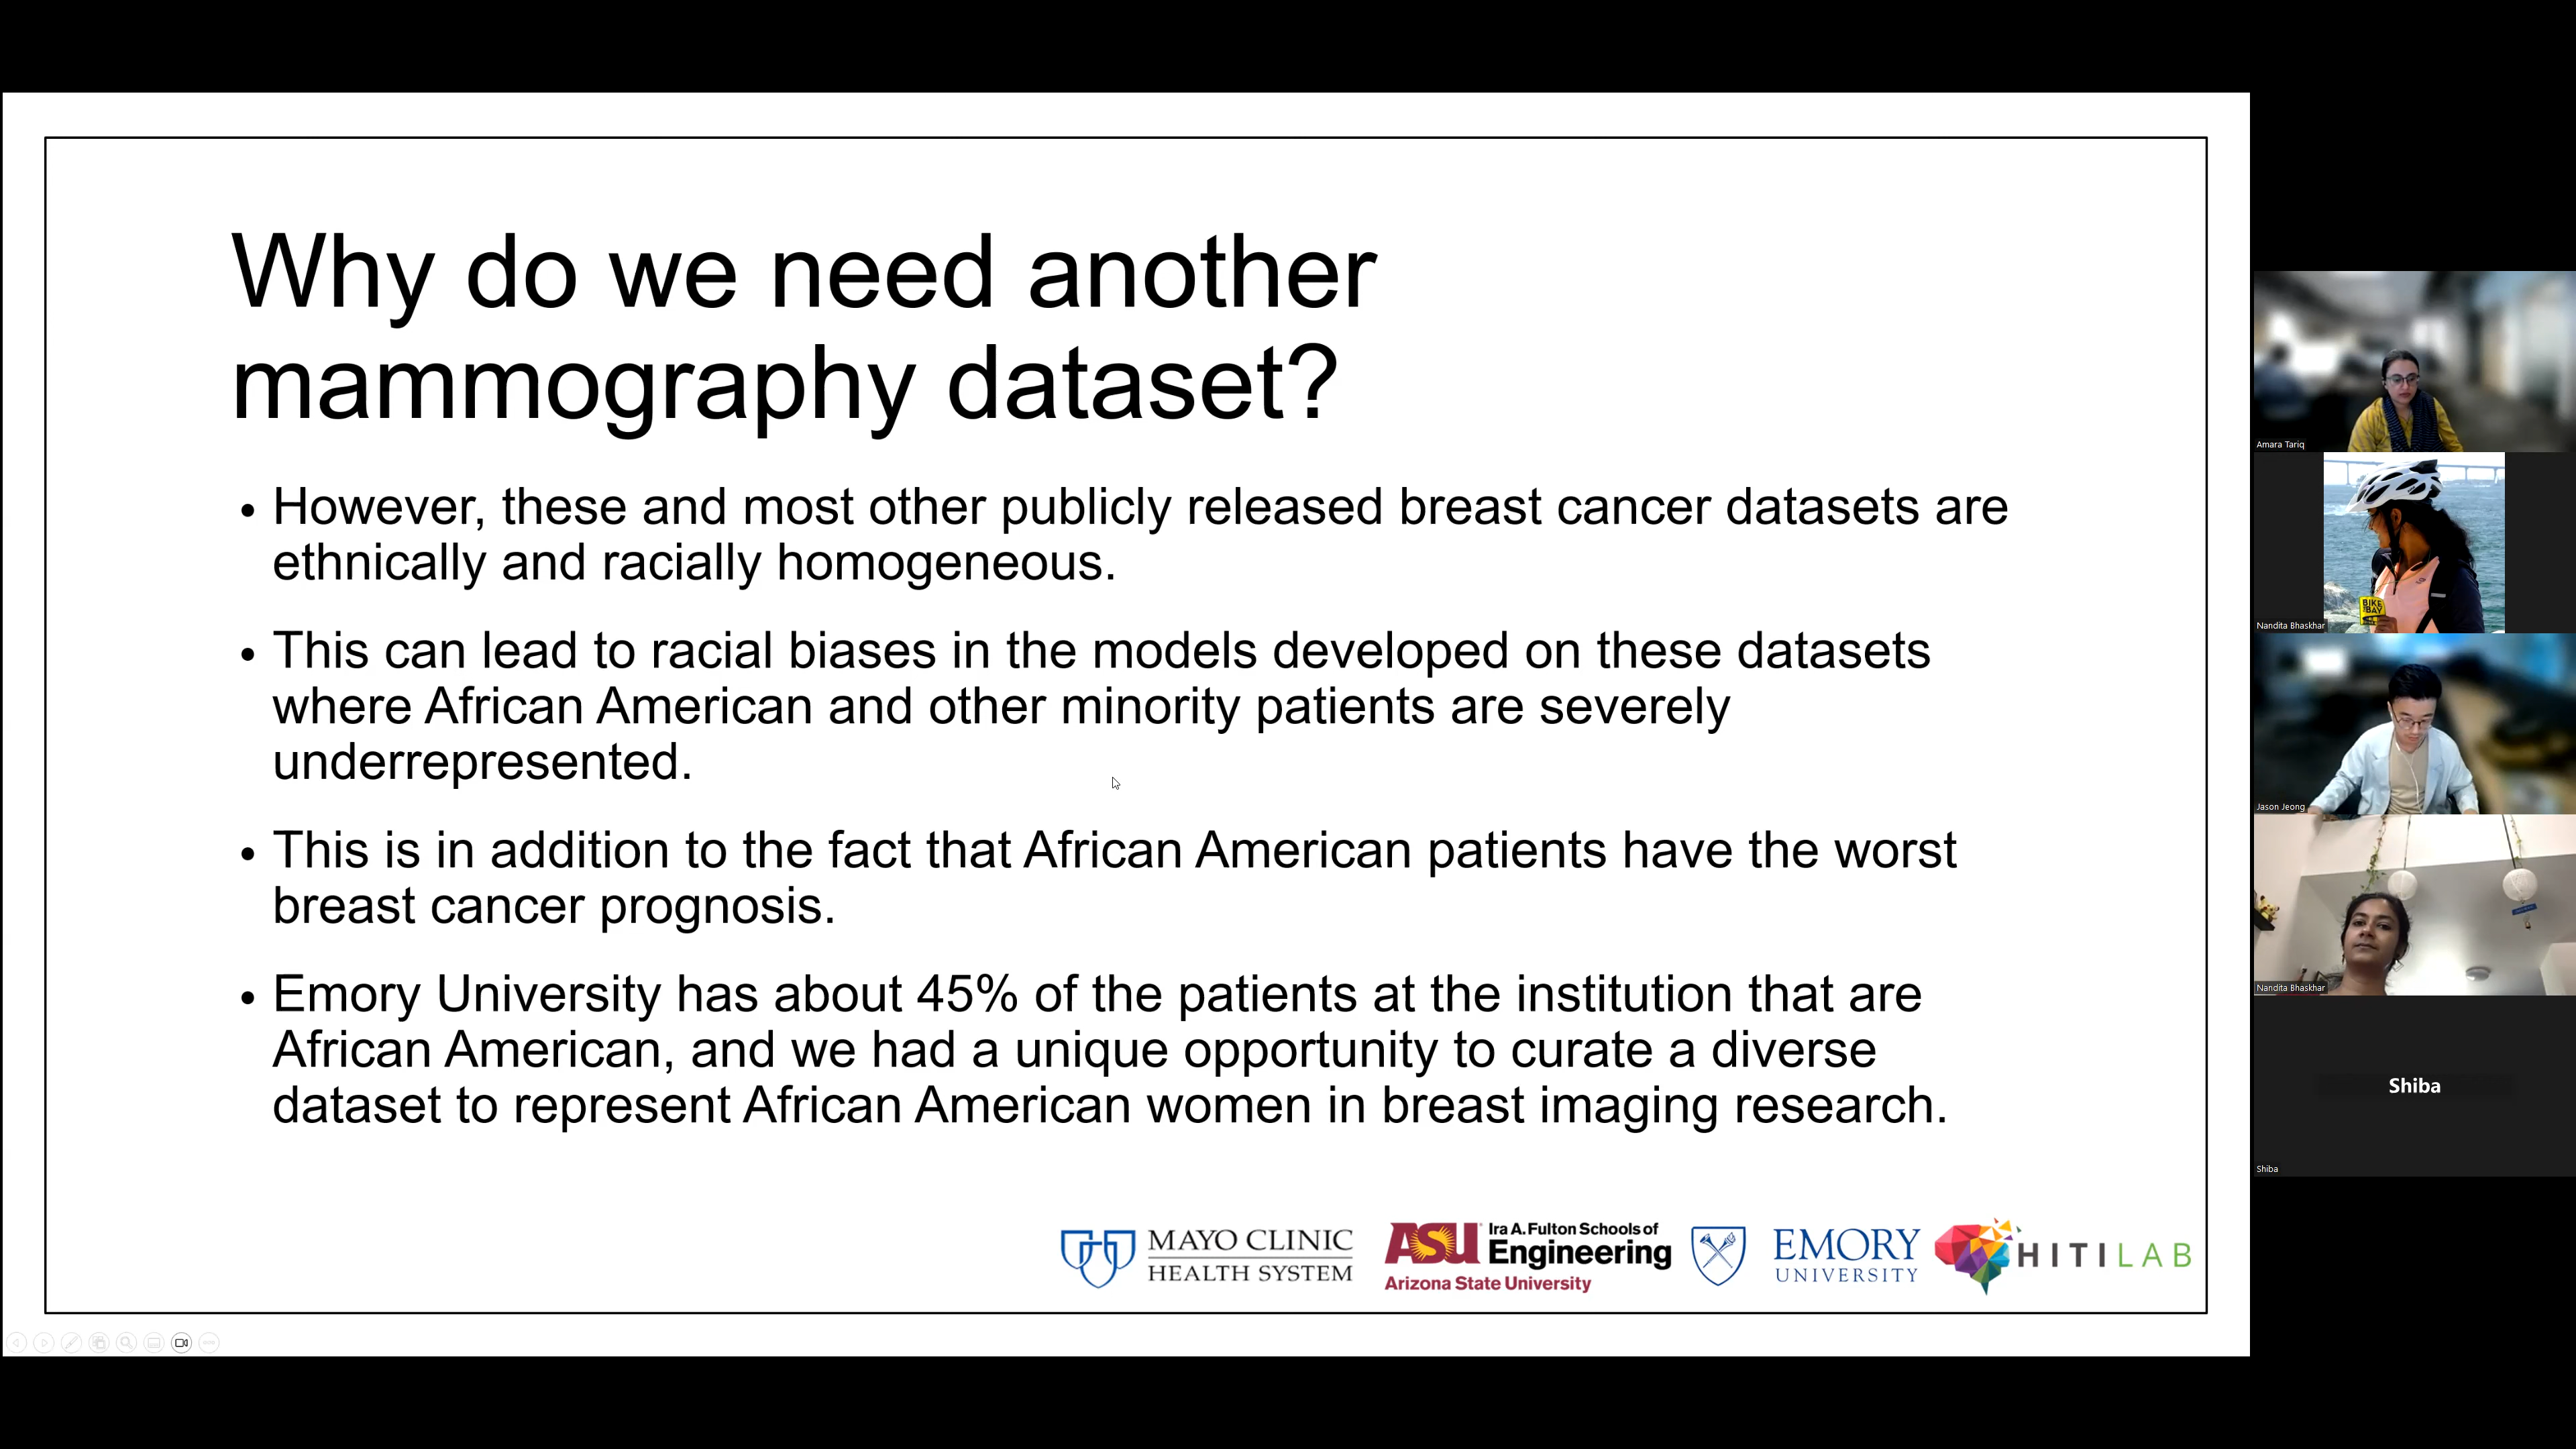 Why do we need another
mammography dataset?
• However, these and most other publicly released breast cancer datasets are
ethnically and racially homogeneous.
• This can lead to racial biases in the models developed on these datasets
where African American and other minority patients are severely
underrepresented.
• This is in addition to the fact that African American patients have the worst
breast cancer prognosis.
• Emory University has about 45% of the patients at the institution that are
African American, and we had a unique opportunity to curate a diverse
dataset to represent African American women in breast imaging research.
MAYO CLINIC
HEALTH SYSTEM
ASU
Ira A. Fulton Schools of
Engineering
Arizona State University
EMORY
UNIVERSITY
HITILAB
Amara Tariq
BIKE
BAY
Nandita Bhaskhar
Jason Jeong
Nandita Bhaskhar
Shiba
Shiba